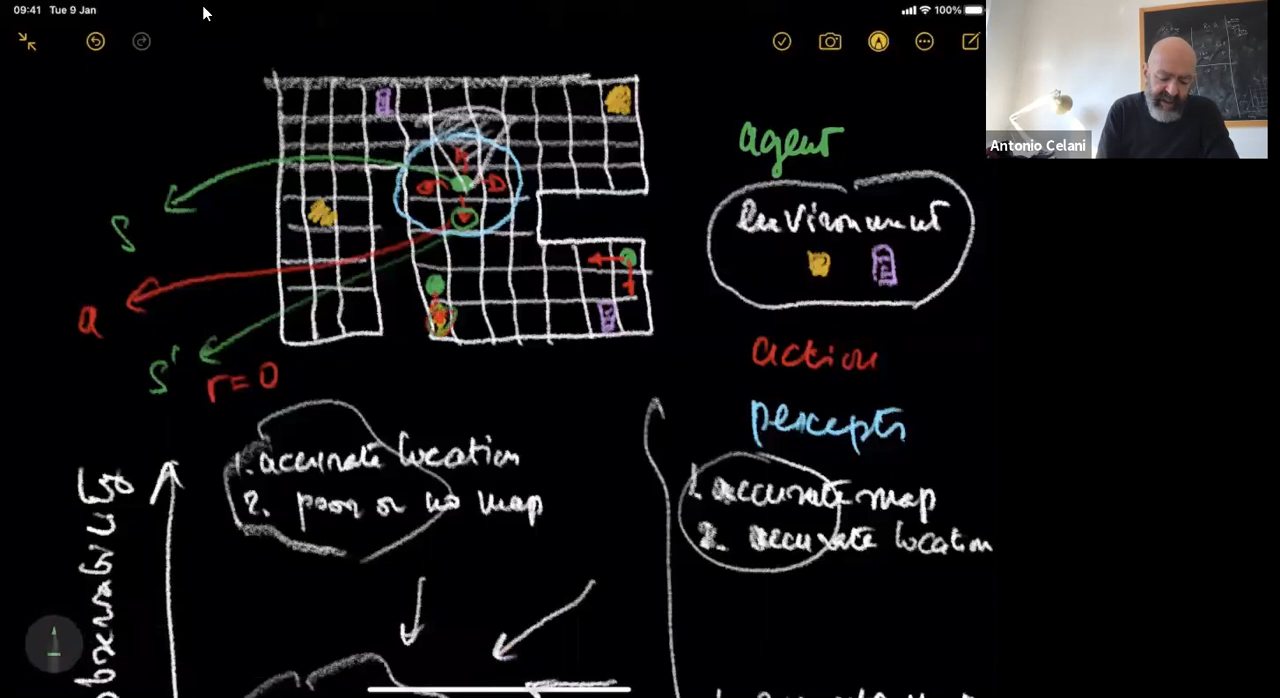 09:41 Tue 9 Jan
100%
Antonio Celani
agent
environment
S
a
S'
r=0
action
percepts
1. accurate location
2. poor or no map
1. accurate map
2. accurate location
observability